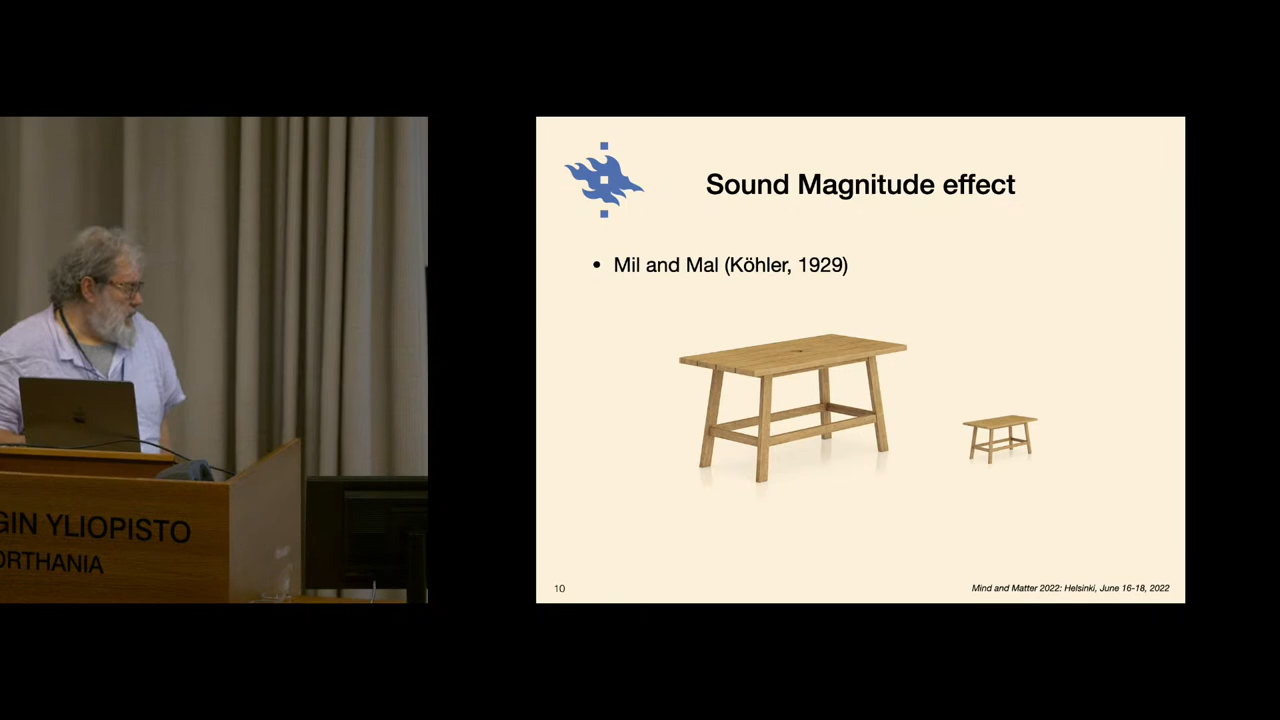 Sound Magnitude effect
• Mil and Mal (Köhler, 1929)
10
Mind and Matter 2022: Helsinki, June 16-18, 2022
GIN YLIOPISTO
ORTHANIA